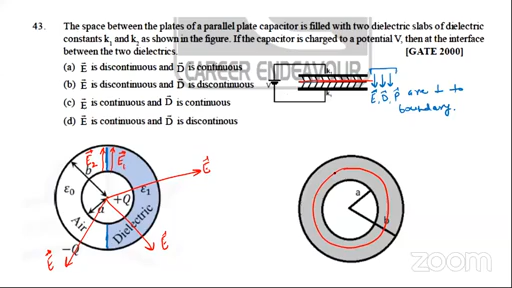 43. The space between the plates of a parallel plate capacitor is filled with two dielectric slabs of dielectric
constants k₁ and k₂ as shown in the figure. If the capacitor is charged to a potential V, then at the interface
between the two dielectrics. [GATE 2000]
(a) E⃗ is discontinuous and D⃗ is continuous
(b) E⃗ is discontinuous and D⃗ is discontinuous
(c) E⃗ is continuous and D⃗ is continuous
(d) E⃗ is continuous and D⃗ is discontinous
CAREER ENDEAVOUR
V
E⃗, D⃗, P⃗ are ⊥ to
boundary.
E⃗₂ E⃗₁
E⃗
b
ε₀ ε₁
a +Q
Air Dielectric
-Q
E⃗
E⃗
a
b
zoom